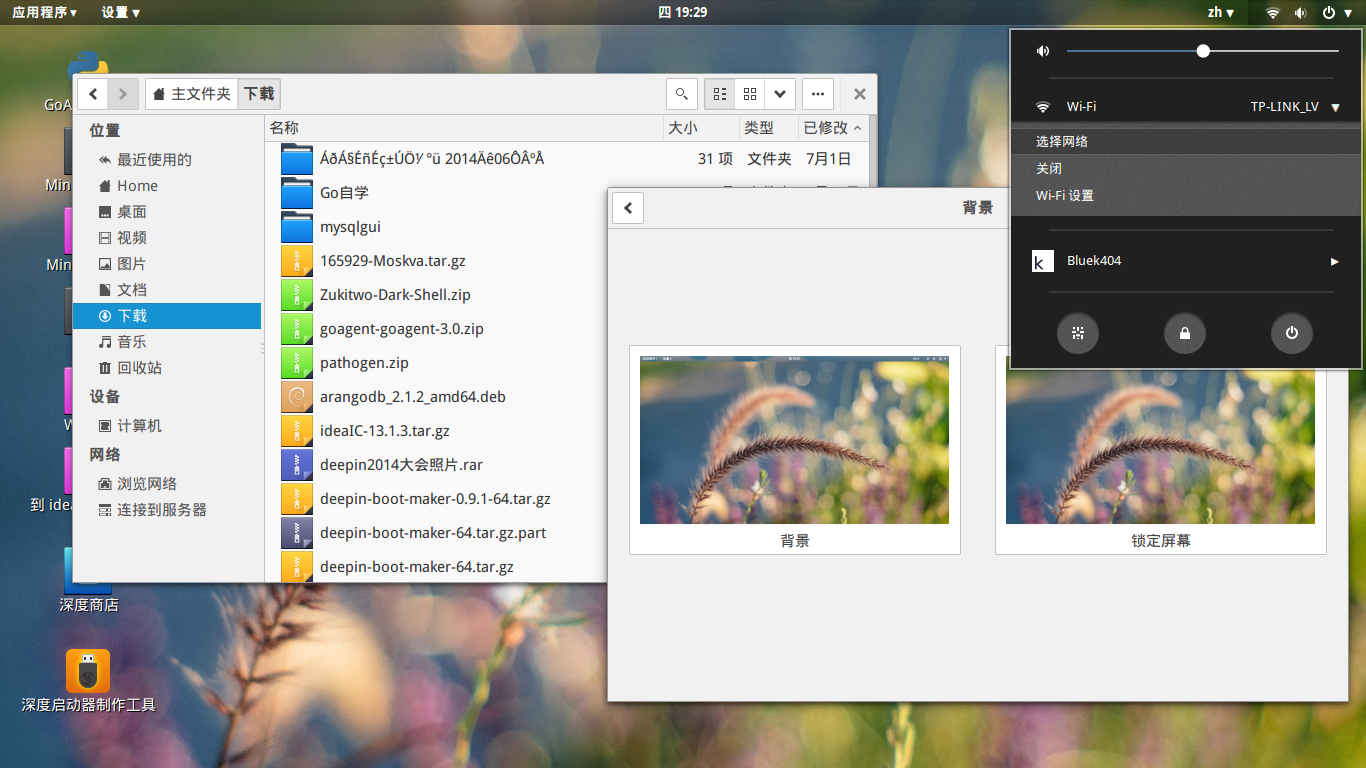 应用程序 设置 四 19:29 zh
GoA
Min
Min
W
到 idea
深度商店
深度启动器制作工具
主文件夹 下载
位置
最近使用的
Home
桌面
视频
图片
文档
下载
音乐
回收站
设备
计算机
网络
浏览网络
连接到服务器
名称 大小 类型 已修改
ÁðÁ§ÉñÉç±ÚÖ½ ºü 2014Äê06ÔÂºÅ 31 项 文件夹 7月1日
Go自学
mysqlgui
165929-Moskva.tar.gz
Zukitwo-Dark-Shell.zip
goagent-goagent-3.0.zip
pathogen.zip
arangodb_2.1.2_amd64.deb
ideaIC-13.1.3.tar.gz
deepin2014大会照片.rar
deepin-boot-maker-0.9.1-64.tar.gz
deepin-boot-maker-64.tar.gz.part
deepin-boot-maker-64.tar.gz
背景
背景
锁定屏幕
Wi-Fi TP-LINK_LV
选择网络
关闭
Wi-Fi 设置
k Bluek404